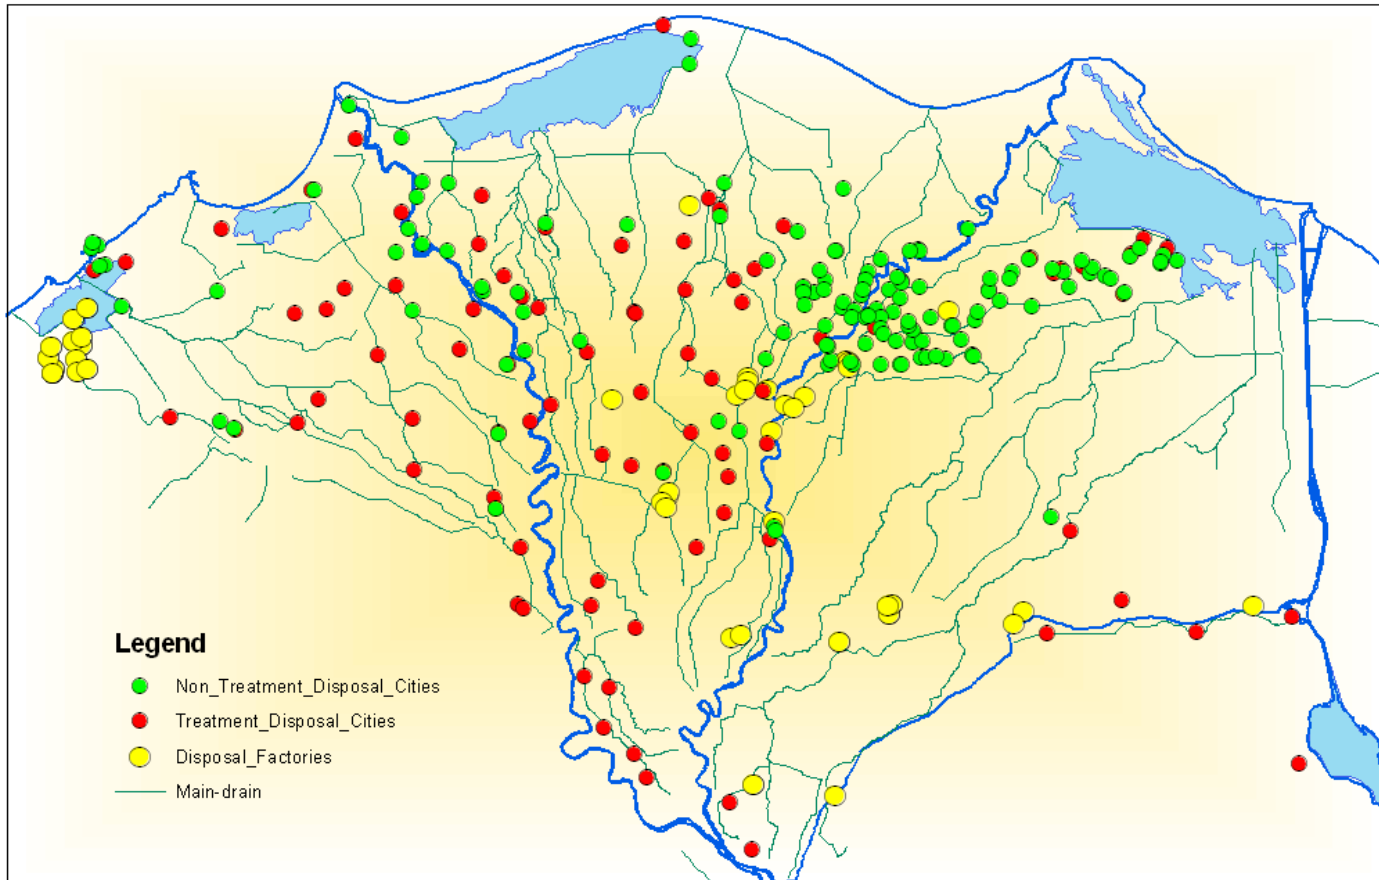 Legend
Non_Treatment_Disposal_Cities
Treatment_Disposal_Cities
Disposal_Factories
Main-drain